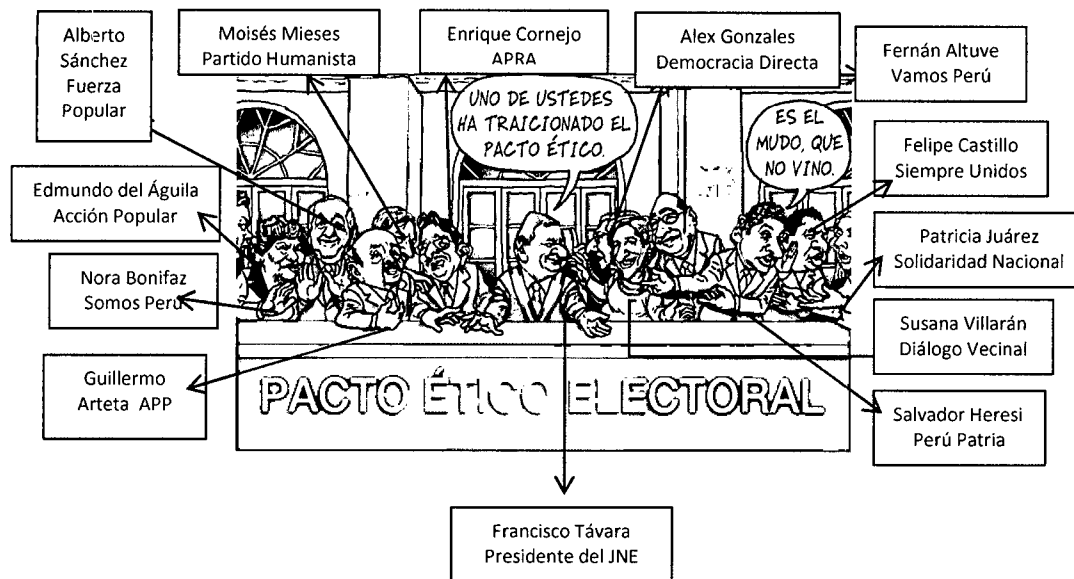 Alberto
Sánchez
Fuerza
Popular
Moisés Mieses
Partido Humanista
Enrique Cornejo
APRA
Alex Gonzales
Democracia Directa
Fernán Altuve
Vamos Perú
UNO DE USTEDES
HA TRAICIONADO EL
PACTO ÉTICO.
ES EL
MUDO, QUE
NO VINO.
Felipe Castillo
Siempre Unidos
Edmundo del Águila
Acción Popular
Patricia Juárez
Solidaridad Nacional
Nora Bonifaz
Somos Perú
Susana Villarán
Diálogo Vecinal
Guillermo
Arteta APP
PACTO ÉTICO ELECTORAL
Salvador Heresi
Perú Patria
Francisco Távara
Presidente del JNE